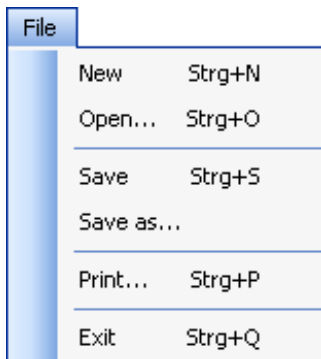 File
New Strg+N
Open... Strg+O
Save Strg+S
Save as...
Print... Strg+P
Exit Strg+Q